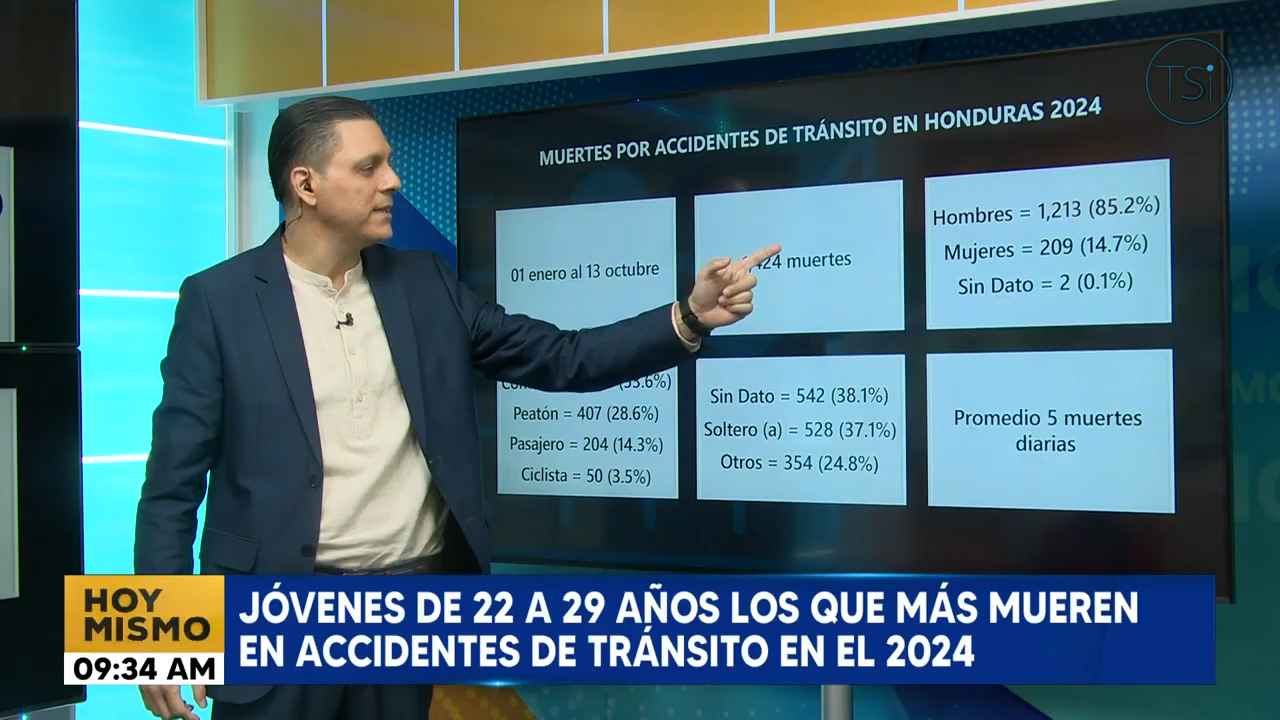 TSi
MUERTES POR ACCIDENTES DE TRÁNSITO EN HONDURAS 2024
01 enero al 13 octubre
424 muertes
Hombres = 1,213 (85.2%)
Mujeres = 209 (14.7%)
Sin Dato = 2 (0.1%)
Peatón = 407 (28.6%)
Pasajero = 204 (14.3%)
Ciclista = 50 (3.5%)
Sin Dato = 542 (38.1%)
Soltero (a) = 528 (37.1%)
Otros = 354 (24.8%)
Promedio 5 muertes
diarias
HOY
MISMO
09:34 AM
JÓVENES DE 22 A 29 AÑOS LOS QUE MÁS MUEREN
EN ACCIDENTES DE TRÁNSITO EN EL 2024